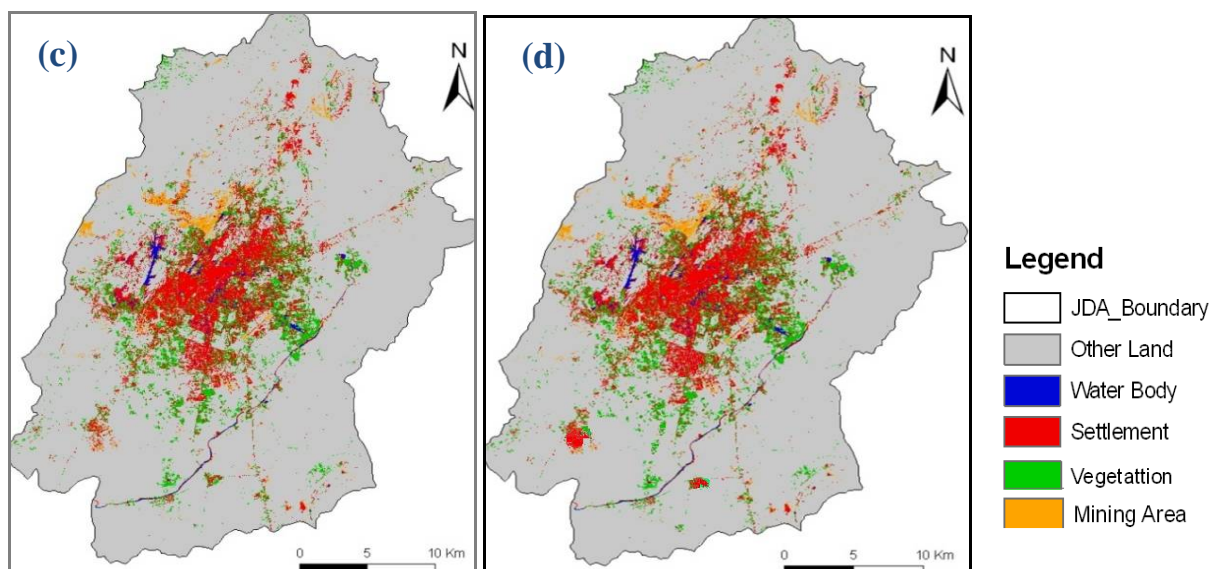 (c)
N
0 5 10 Km
(d)
N
0 5 10 Km
Legend
JDA_Boundary
Other Land
Water Body
Settlement
Vegetattion
Mining Area